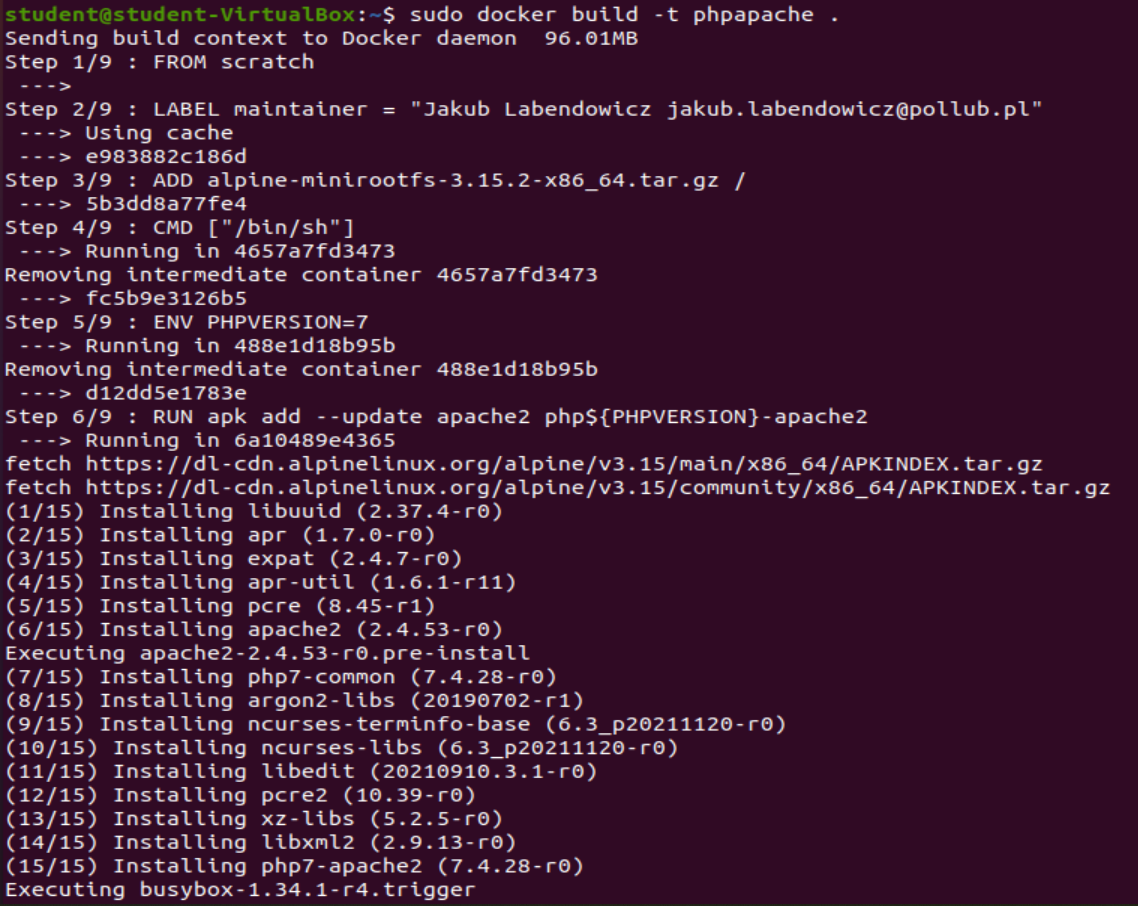 student@student-VirtualBox:~$ sudo docker build -t phpapache .
Sending build context to Docker daemon  96.01MB
Step 1/9 : FROM scratch
 --->
Step 2/9 : LABEL maintainer = "Jakub Labendowicz jakub.labendowicz@pollub.pl"
 ---> Using cache
 ---> e983882c186d
Step 3/9 : ADD alpine-minirootfs-3.15.2-x86_64.tar.gz /
 ---> 5b3dd8a77fe4
Step 4/9 : CMD ["/bin/sh"]
 ---> Running in 4657a7fd3473
Removing intermediate container 4657a7fd3473
 ---> fc5b9e3126b5
Step 5/9 : ENV PHPVERSION=7
 ---> Running in 488e1d18b95b
Removing intermediate container 488e1d18b95b
 ---> d12dd5e1783e
Step 6/9 : RUN apk add --update apache2 php${PHPVERSION}-apache2
 ---> Running in 6a10489e4365
fetch https://dl-cdn.alpinelinux.org/alpine/v3.15/main/x86_64/APKINDEX.tar.gz
fetch https://dl-cdn.alpinelinux.org/alpine/v3.15/community/x86_64/APKINDEX.tar.gz
(1/15) Installing libuuid (2.37.4-r0)
(2/15) Installing apr (1.7.0-r0)
(3/15) Installing expat (2.4.7-r0)
(4/15) Installing apr-util (1.6.1-r11)
(5/15) Installing pcre (8.45-r1)
(6/15) Installing apache2 (2.4.53-r0)
Executing apache2-2.4.53-r0.pre-install
(7/15) Installing php7-common (7.4.28-r0)
(8/15) Installing argon2-libs (20190702-r1)
(9/15) Installing ncurses-terminfo-base (6.3_p20211120-r0)
(10/15) Installing ncurses-libs (6.3_p20211120-r0)
(11/15) Installing libedit (20210910.3.1-r0)
(12/15) Installing pcre2 (10.39-r0)
(13/15) Installing xz-libs (5.2.5-r0)
(14/15) Installing libxml2 (2.9.13-r0)
(15/15) Installing php7-apache2 (7.4.28-r0)
Executing busybox-1.34.1-r4.trigger